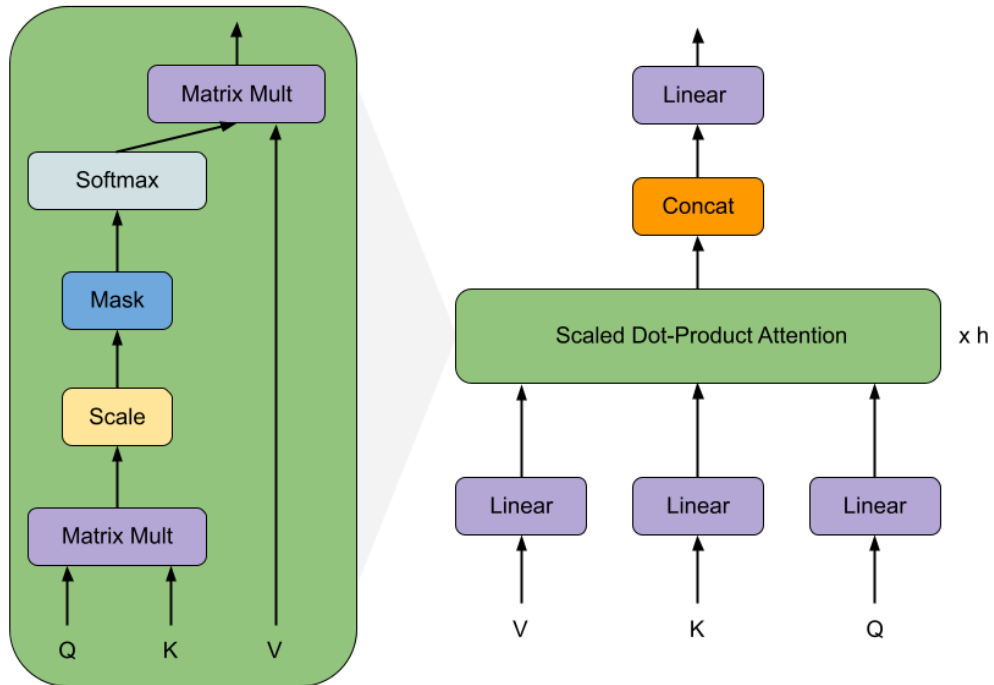 Matrix Mult
Softmax
Mask
Scale
Matrix Mult
Q K V
Linear
Concat
Scaled Dot-Product Attention x h
Linear Linear Linear
V K Q